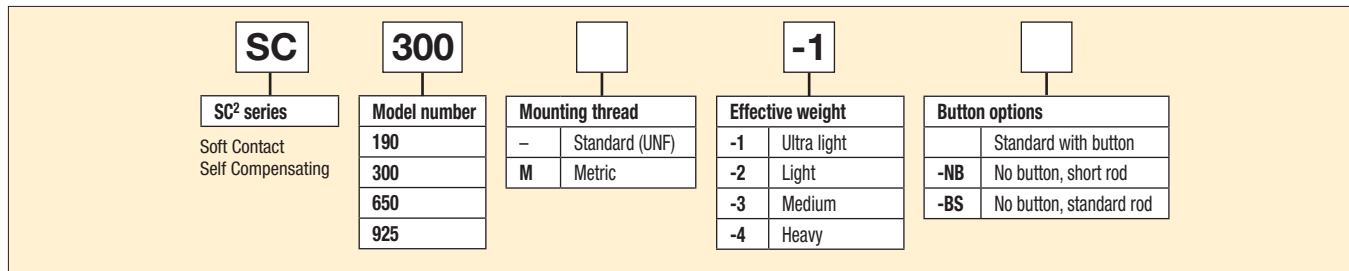 SC 300 -1
SC² series
Soft Contact
Self Compensating
Model number
190
300
650
925
Mounting thread
– Standard (UNF)
M Metric
Effective weight
-1 Ultra light
-2 Light
-3 Medium
-4 Heavy
Button options
Standard with button
-NB No button, short rod
-BS No button, standard rod